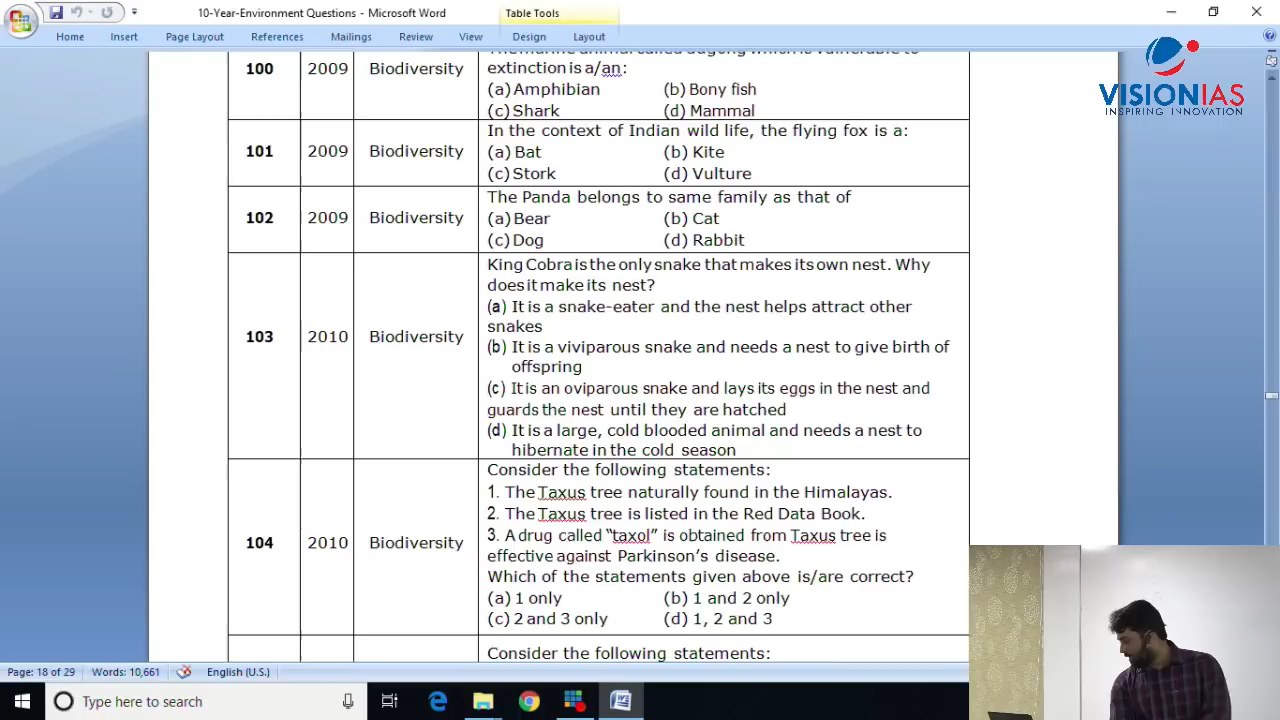 10-Year-Environment Questions - Microsoft Word
Table Tools
Home Insert Page Layout References Mailings Review View Design Layout
VISIONIAS
INSPIRING INNOVATION
The marine animal called dugong which is vulnerable to
100 2009 Biodiversity extinction is a/an:
(a) Amphibian (b) Bony fish
(c) Shark (d) Mammal
In the context of Indian wild life, the flying fox is a:
101 2009 Biodiversity (a) Bat (b) Kite
(c) Stork (d) Vulture
The Panda belongs to same family as that of
102 2009 Biodiversity (a) Bear (b) Cat
(c) Dog (d) Rabbit
King Cobra is the only snake that makes its own nest. Why
does it make its nest?
(a) It is a snake-eater and the nest helps attract other
snakes
103 2010 Biodiversity
(b) It is a viviparous snake and needs a nest to give birth of
offspring
(c) It is an oviparous snake and lays its eggs in the nest and
guards the nest until they are hatched
(d) It is a large, cold blooded animal and needs a nest to
hibernate in the cold season
Consider the following statements:
1. The Taxus tree naturally found in the Himalayas.
2. The Taxus tree is listed in the Red Data Book.
3. A drug called “taxol” is obtained from Taxus tree is
104 2010 Biodiversity
effective against Parkinson’s disease.
Which of the statements given above is/are correct?
(a) 1 only (b) 1 and 2 only
(c) 2 and 3 only (d) 1, 2 and 3
Consider the following statements:
Page: 18 of 29 Words: 10,661 English (U.S.)
Type here to search